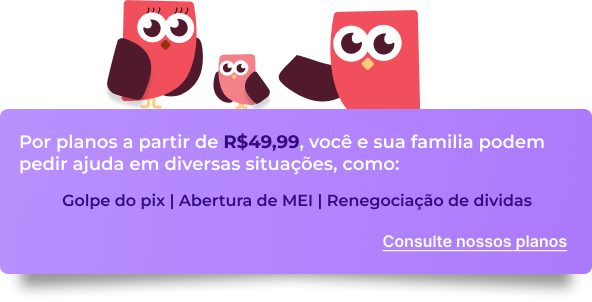 Por planos a partir de R$49,99, você e sua familia podem
pedir ajuda em diversas situações, como:
Golpe do pix | Abertura de MEI | Renegociação de dividas
Consulte nossos planos